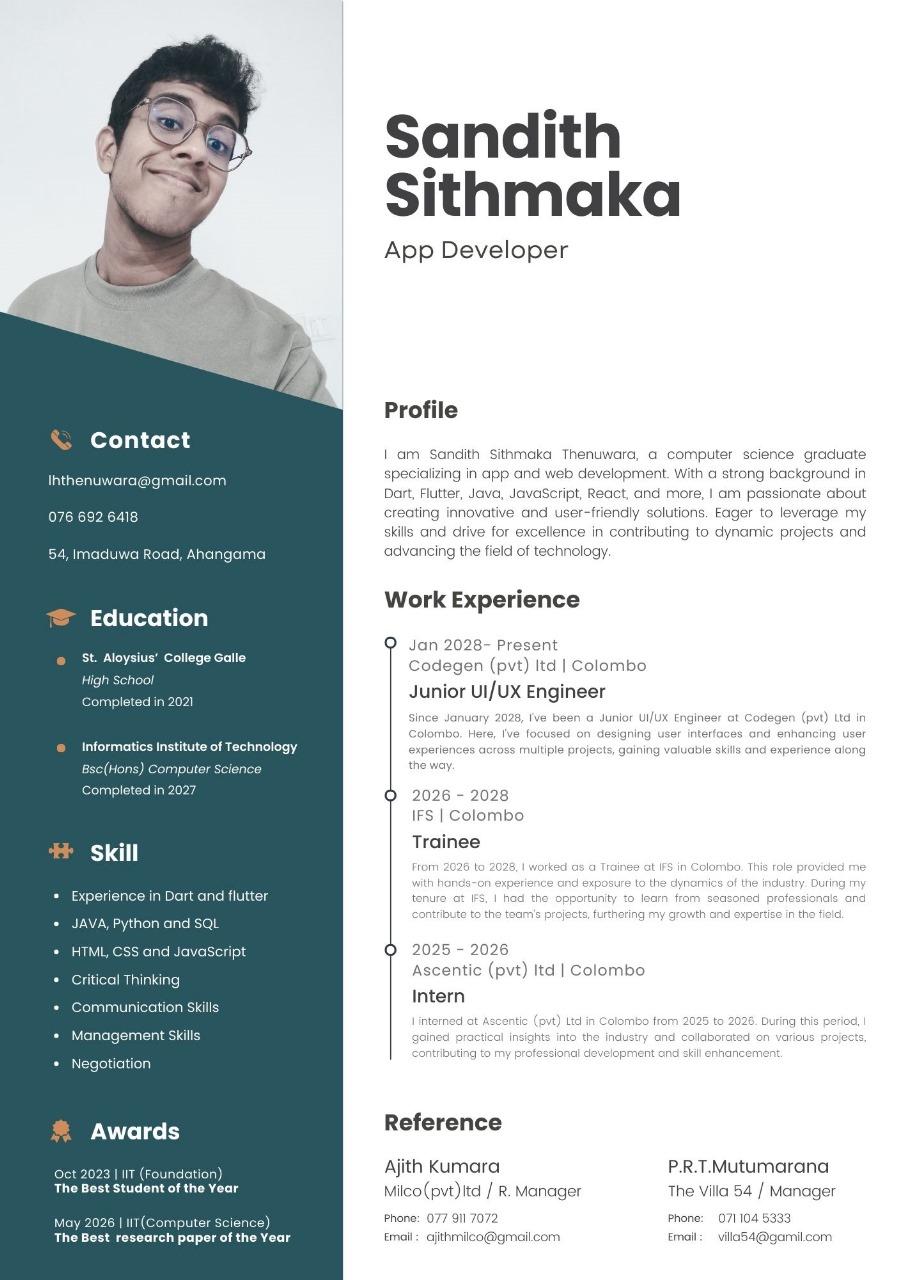 Sandith
Sithmaka
App Developer
Contact
lhthenuwara@gmail.com
076 692 6418
54, Imaduwa Road, Ahangama
Education
St. Aloysius’ College Galle
High School
Completed in 2021
Informatics Institute of Technology
Bsc(Hons) Computer Science
Completed in 2027
Skill
Experience in Dart and flutter
JAVA, Python and SQL
HTML, CSS and JavaScript
Critical Thinking
Communication Skills
Management Skills
Negotiation
Awards
Oct 2023 | IIT (Foundation)
The Best Student of the Year
May 2026 | IIT(Computer Science)
The Best research paper of the Year
Profile
I am Sandith Sithmaka Thenuwara, a computer science graduate
specializing in app and web development. With a strong background in
Dart, Flutter, Java, JavaScript, React, and more, I am passionate about
creating innovative and user-friendly solutions. Eager to leverage my
skills and drive for excellence in contributing to dynamic projects and
advancing the field of technology.
Work Experience
Jan 2028- Present
Codegen (pvt) ltd | Colombo
Junior UI/UX Engineer
Since January 2028, I've been a Junior UI/UX Engineer at Codegen (pvt) Ltd in
Colombo. Here, I've focused on designing user interfaces and enhancing user
experiences across multiple projects, gaining valuable skills and experience along
the way.
2026 - 2028
IFS | Colombo
Trainee
From 2026 to 2028, I worked as a Trainee at IFS in Colombo. This role provided me
with hands-on experience and exposure to the dynamics of the industry. During my
tenure at IFS, I had the opportunity to learn from seasoned professionals and
contribute to the team's projects, furthering my growth and expertise in the field.
2025 - 2026
Ascentic (pvt) ltd | Colombo
Intern
I interned at Ascentic (pvt) Ltd in Colombo from 2025 to 2026. During this period, I
gained practical insights into the industry and collaborated on various projects,
contributing to my professional development and skill enhancement.
Reference
Ajith Kumara
Milco(pvt)ltd / R. Manager
Phone: 077 911 7072
Email : ajithmilco@gmail.com
P.R.T.Mutumarana
The Villa 54 / Manager
Phone: 071 104 5333
Email : villa54@gamil.com